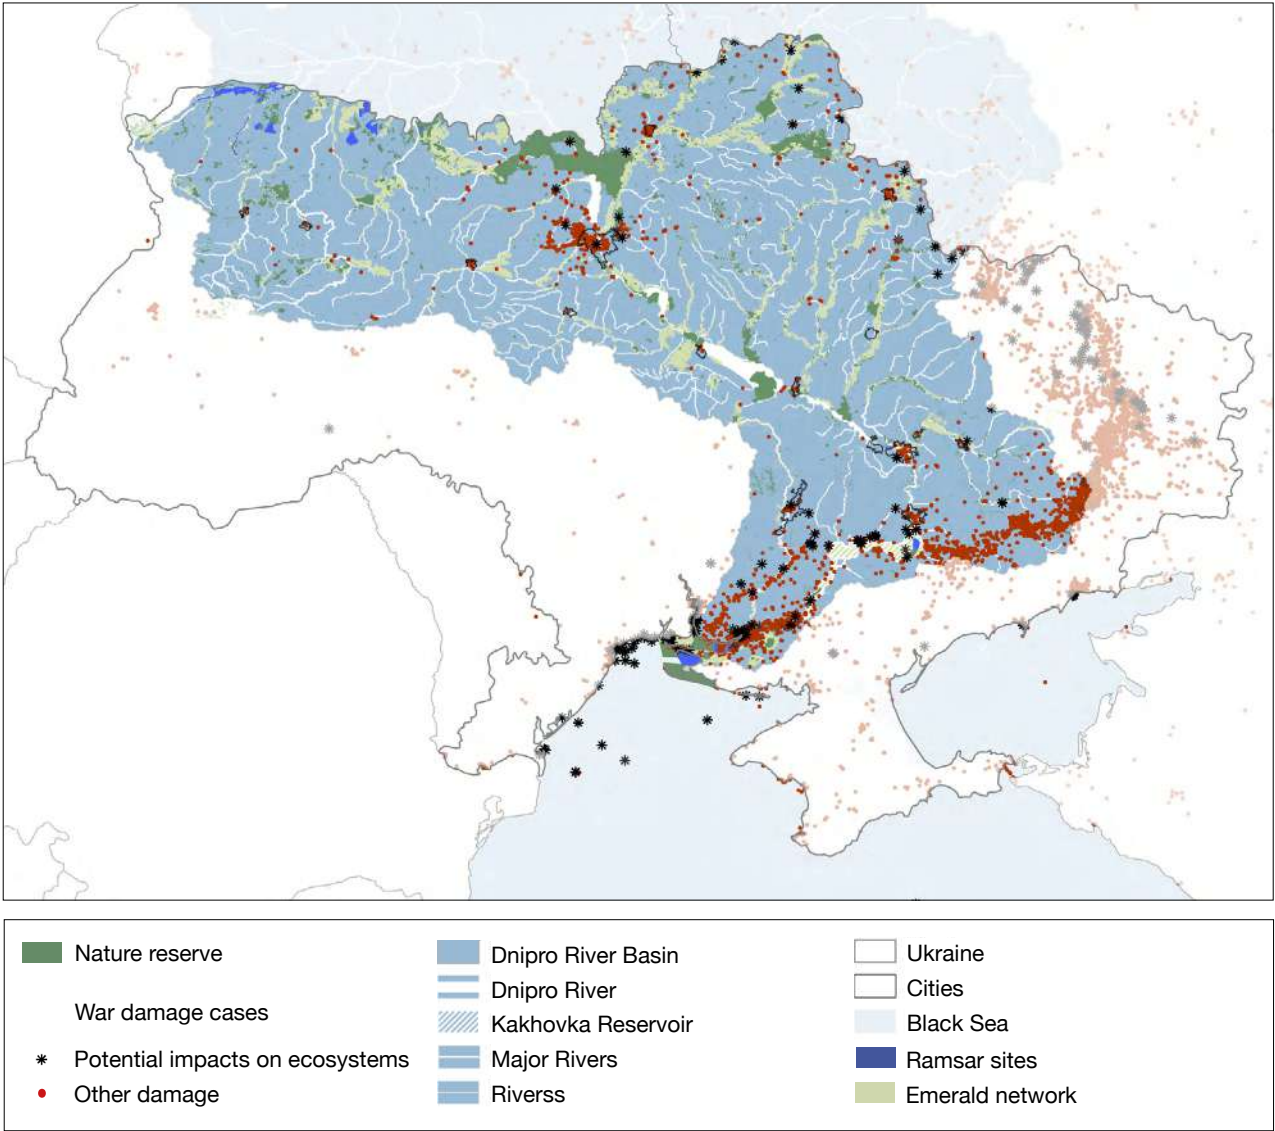 Nature reserve
War damage cases
Potential impacts on ecosystems
Other damage
Dnipro River Basin
Dnipro River
Kakhovka Reservoir
Major Rivers
Riverss
Ukraine
Cities
Black Sea
Ramsar sites
Emerald network